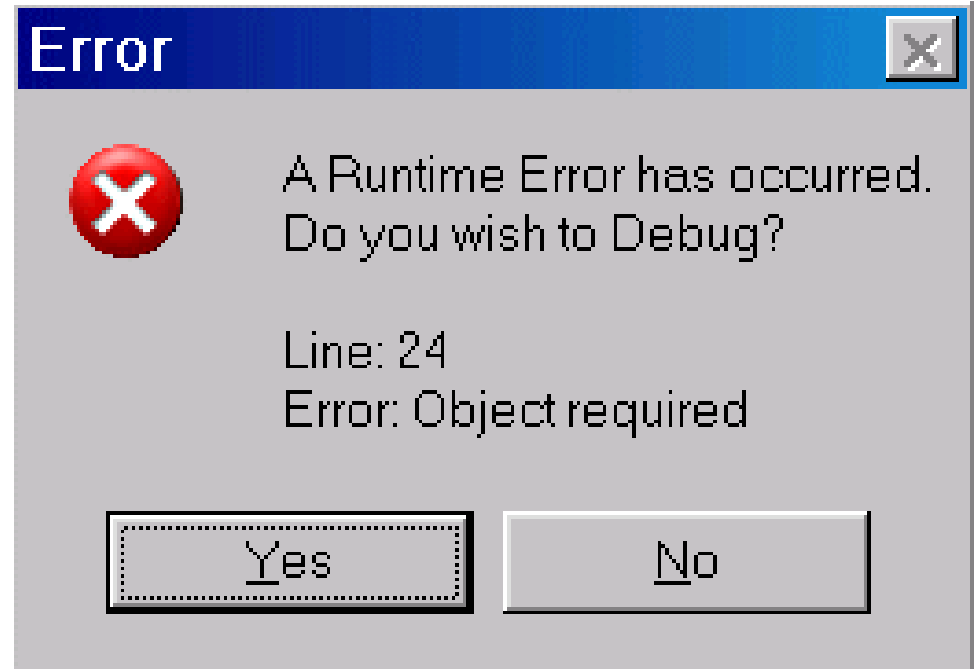 Error
A Runtime Error has occurred.
Do you wish to Debug?
Line: 24
Error: Object required
Yes
No